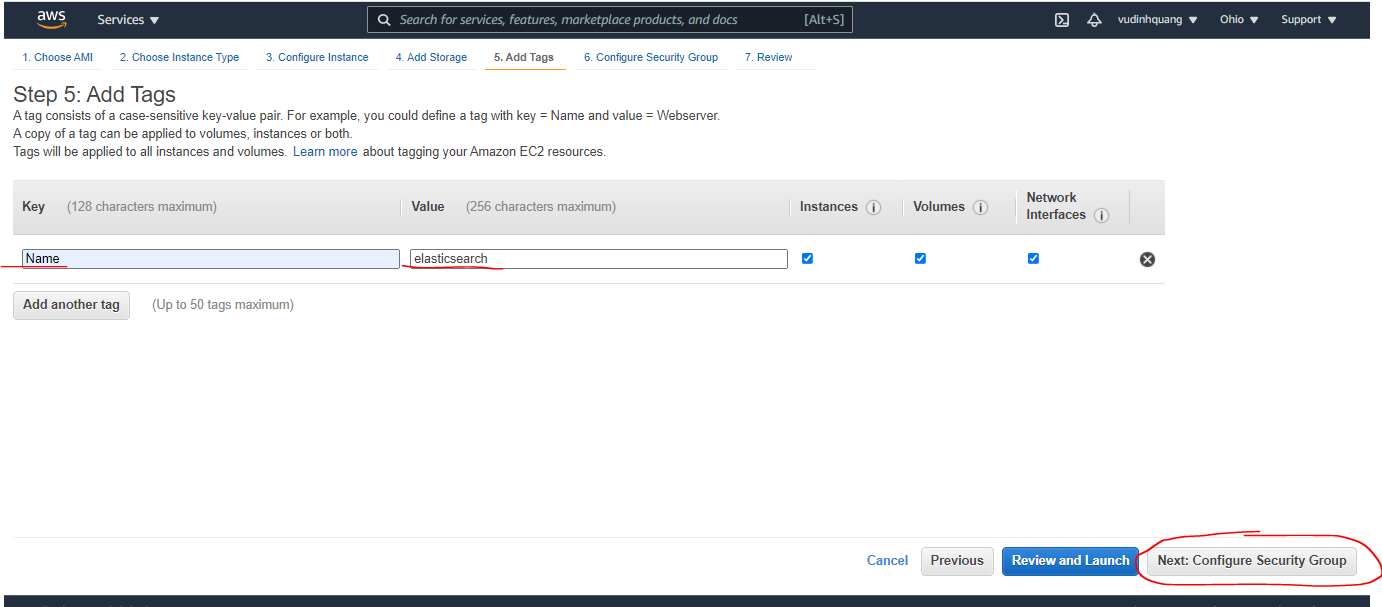 aws Services Search for services, features, marketplace products, and docs [Alt+S] vudinhquang Ohio Support
1. Choose AMI 2. Choose Instance Type 3. Configure Instance 4. Add Storage 5. Add Tags 6. Configure Security Group 7. Review
Step 5: Add Tags
A tag consists of a case-sensitive key-value pair. For example, you could define a tag with key = Name and value = Webserver.
A copy of a tag can be applied to volumes, instances or both.
Tags will be applied to all instances and volumes. Learn more about tagging your Amazon EC2 resources.
Key (128 characters maximum) Value (256 characters maximum) Instances i Volumes i Network Interfaces i
Name elasticsearch
Add another tag (Up to 50 tags maximum)
Cancel Previous Review and Launch Next: Configure Security Group